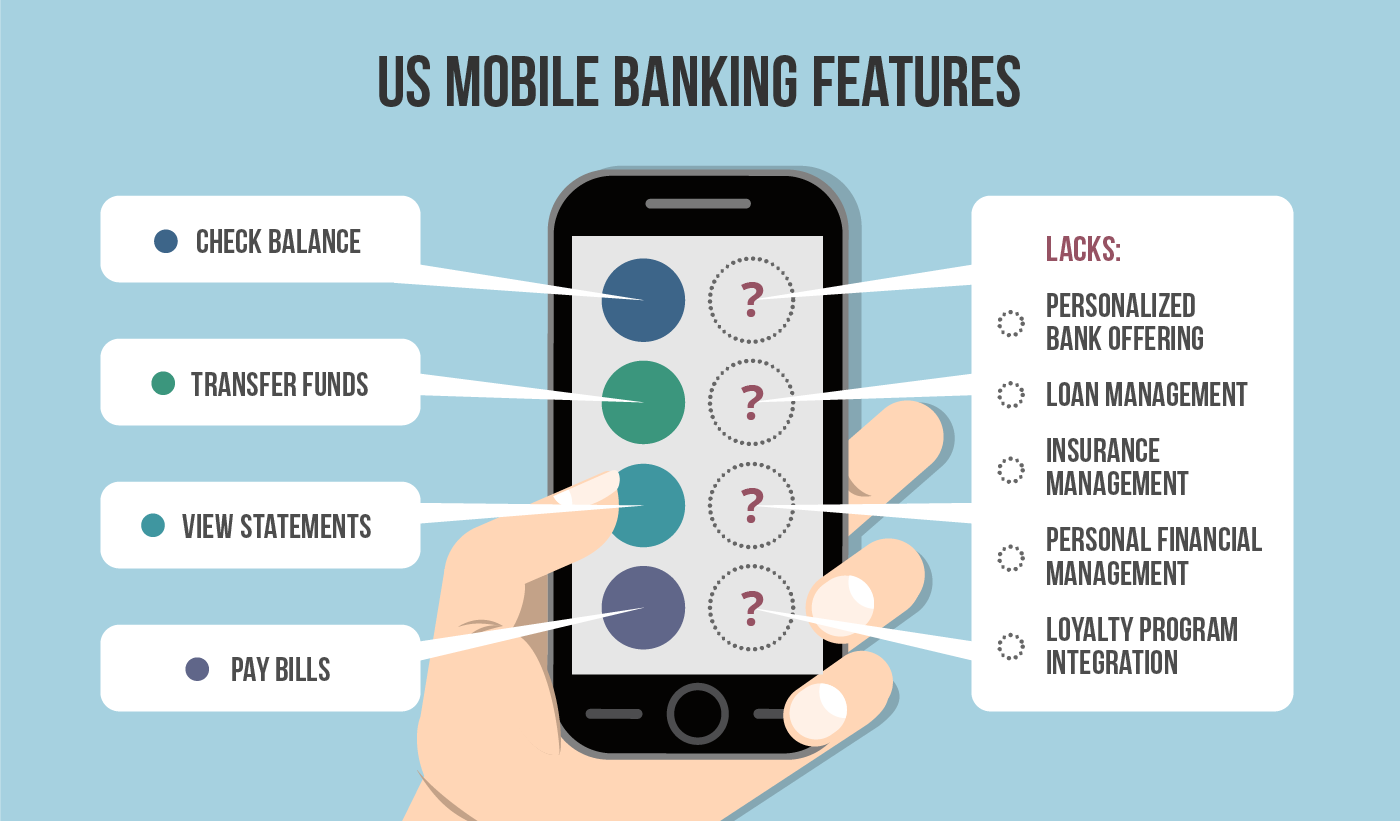 US MOBILE BANKING FEATURES
CHECK BALANCE
TRANSFER FUNDS
VIEW STATEMENTS
PAY BILLS
?
?
?
?
LACKS:
PERSONALIZED
BANK OFFERING
LOAN MANAGEMENT
INSURANCE
MANAGEMENT
PERSONAL FINANCIAL
MANAGEMENT
LOYALTY PROGRAM
INTEGRATION